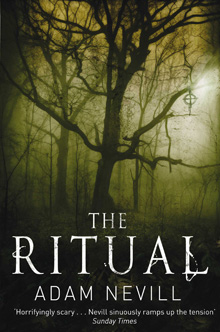 THE
RITUAL
ADAM NEVILL
'Horrifyingly scary . . . Nevill sinuously ramps up the tension'
Sunday Times